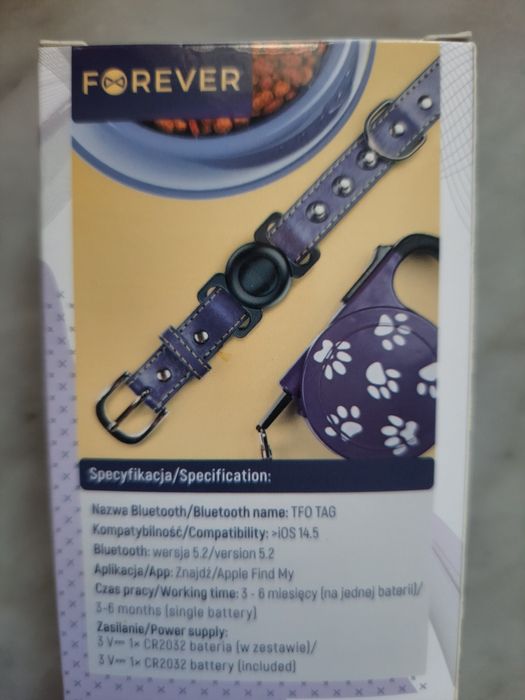 FOREVER
Specyfikacja/Specification:
Nazwa Bluetooth/Bluetooth name: TFO TAG
Kompatybilność/Compatibility: >iOS 14.5
Bluetooth: wersja 5.2/version 5.2
Aplikacja/App: Znajdź/Apple Find My
Czas pracy/Working time: 3 - 6 miesięcy (na jednej baterii)/
3-6 months (single battery)
Zasilanie/Power supply:
3 V⎓ 1x CR2032 bateria (w zestawie)/
3 V⎓ 1x CR2032 battery (included)